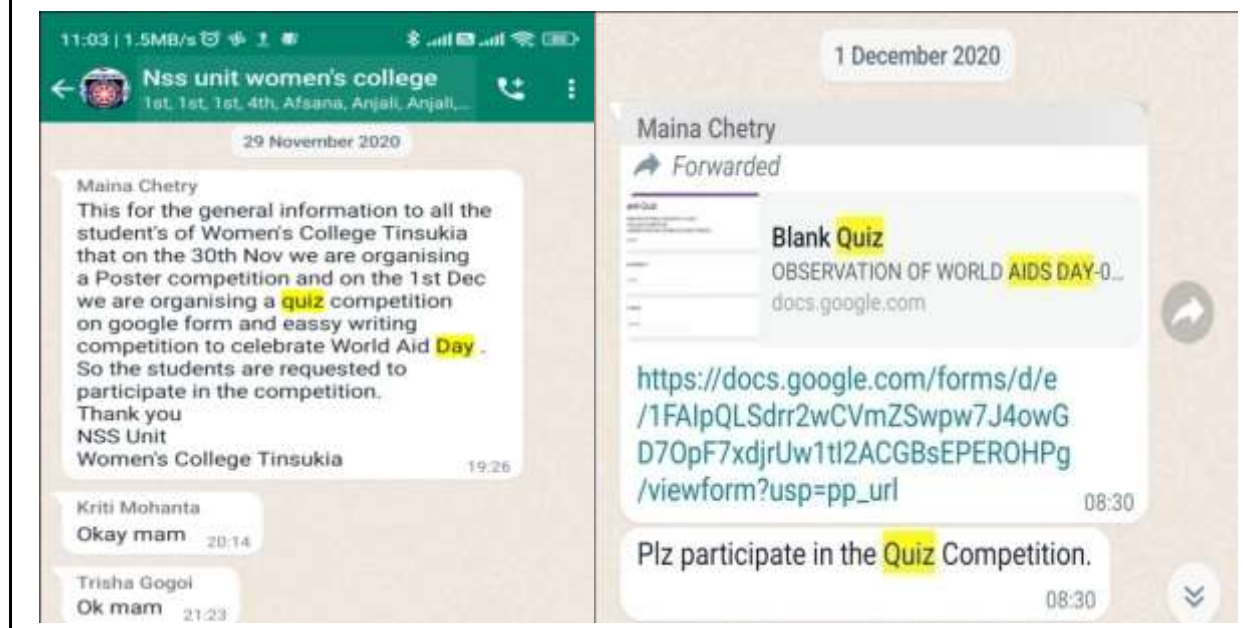 11:03 | 1.5MB/s
Nss unit women's college
1st, 1st, 1st, 4th, Afsana, Anjali, Anjali,...
29 November 2020
Maina Chetry
This for the general information to all the
student's of Women's College Tinsukia
that on the 30th Nov we are organising
a Poster competition and on the 1st Dec
we are organising a quiz competition
on google form and eassy writing
competition to celebrate World Aid Day .
So the students are requested to
participate in the competition.
Thank you
NSS Unit
Women's College Tinsukia
19:26
Kriti Mohanta
Okay mam 20:14
Trisha Gogoi
Ok mam 21:23
1 December 2020
Maina Chetry
Forwarded
Blank Quiz
OBSERVATION OF WORLD AIDS DAY-0...
docs.google.com
https://docs.google.com/forms/d/e
/1FAIpQLSdrr2wCVmZSwpw7J4owG
D7OpF7xdjrUw1tI2ACGBsEPEROHPg
/viewform?usp=pp_url
08:30
Plz participate in the Quiz Competition.
08:30